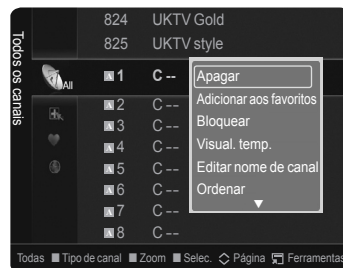 824 UKTV Gold
825 UKTV style
Todos os canais
All
A 1 C --
A 2 C --
A 3 C --
A 4 C --
A 5 C --
A 6 C --
A 7 C --
A 8 C --
Apagar
Adicionar aos favoritos
Bloquear
Visual. temp.
Editar nome de canal
Ordenar
Todas Tipo de canal Zoom Selec. Página Ferramentas